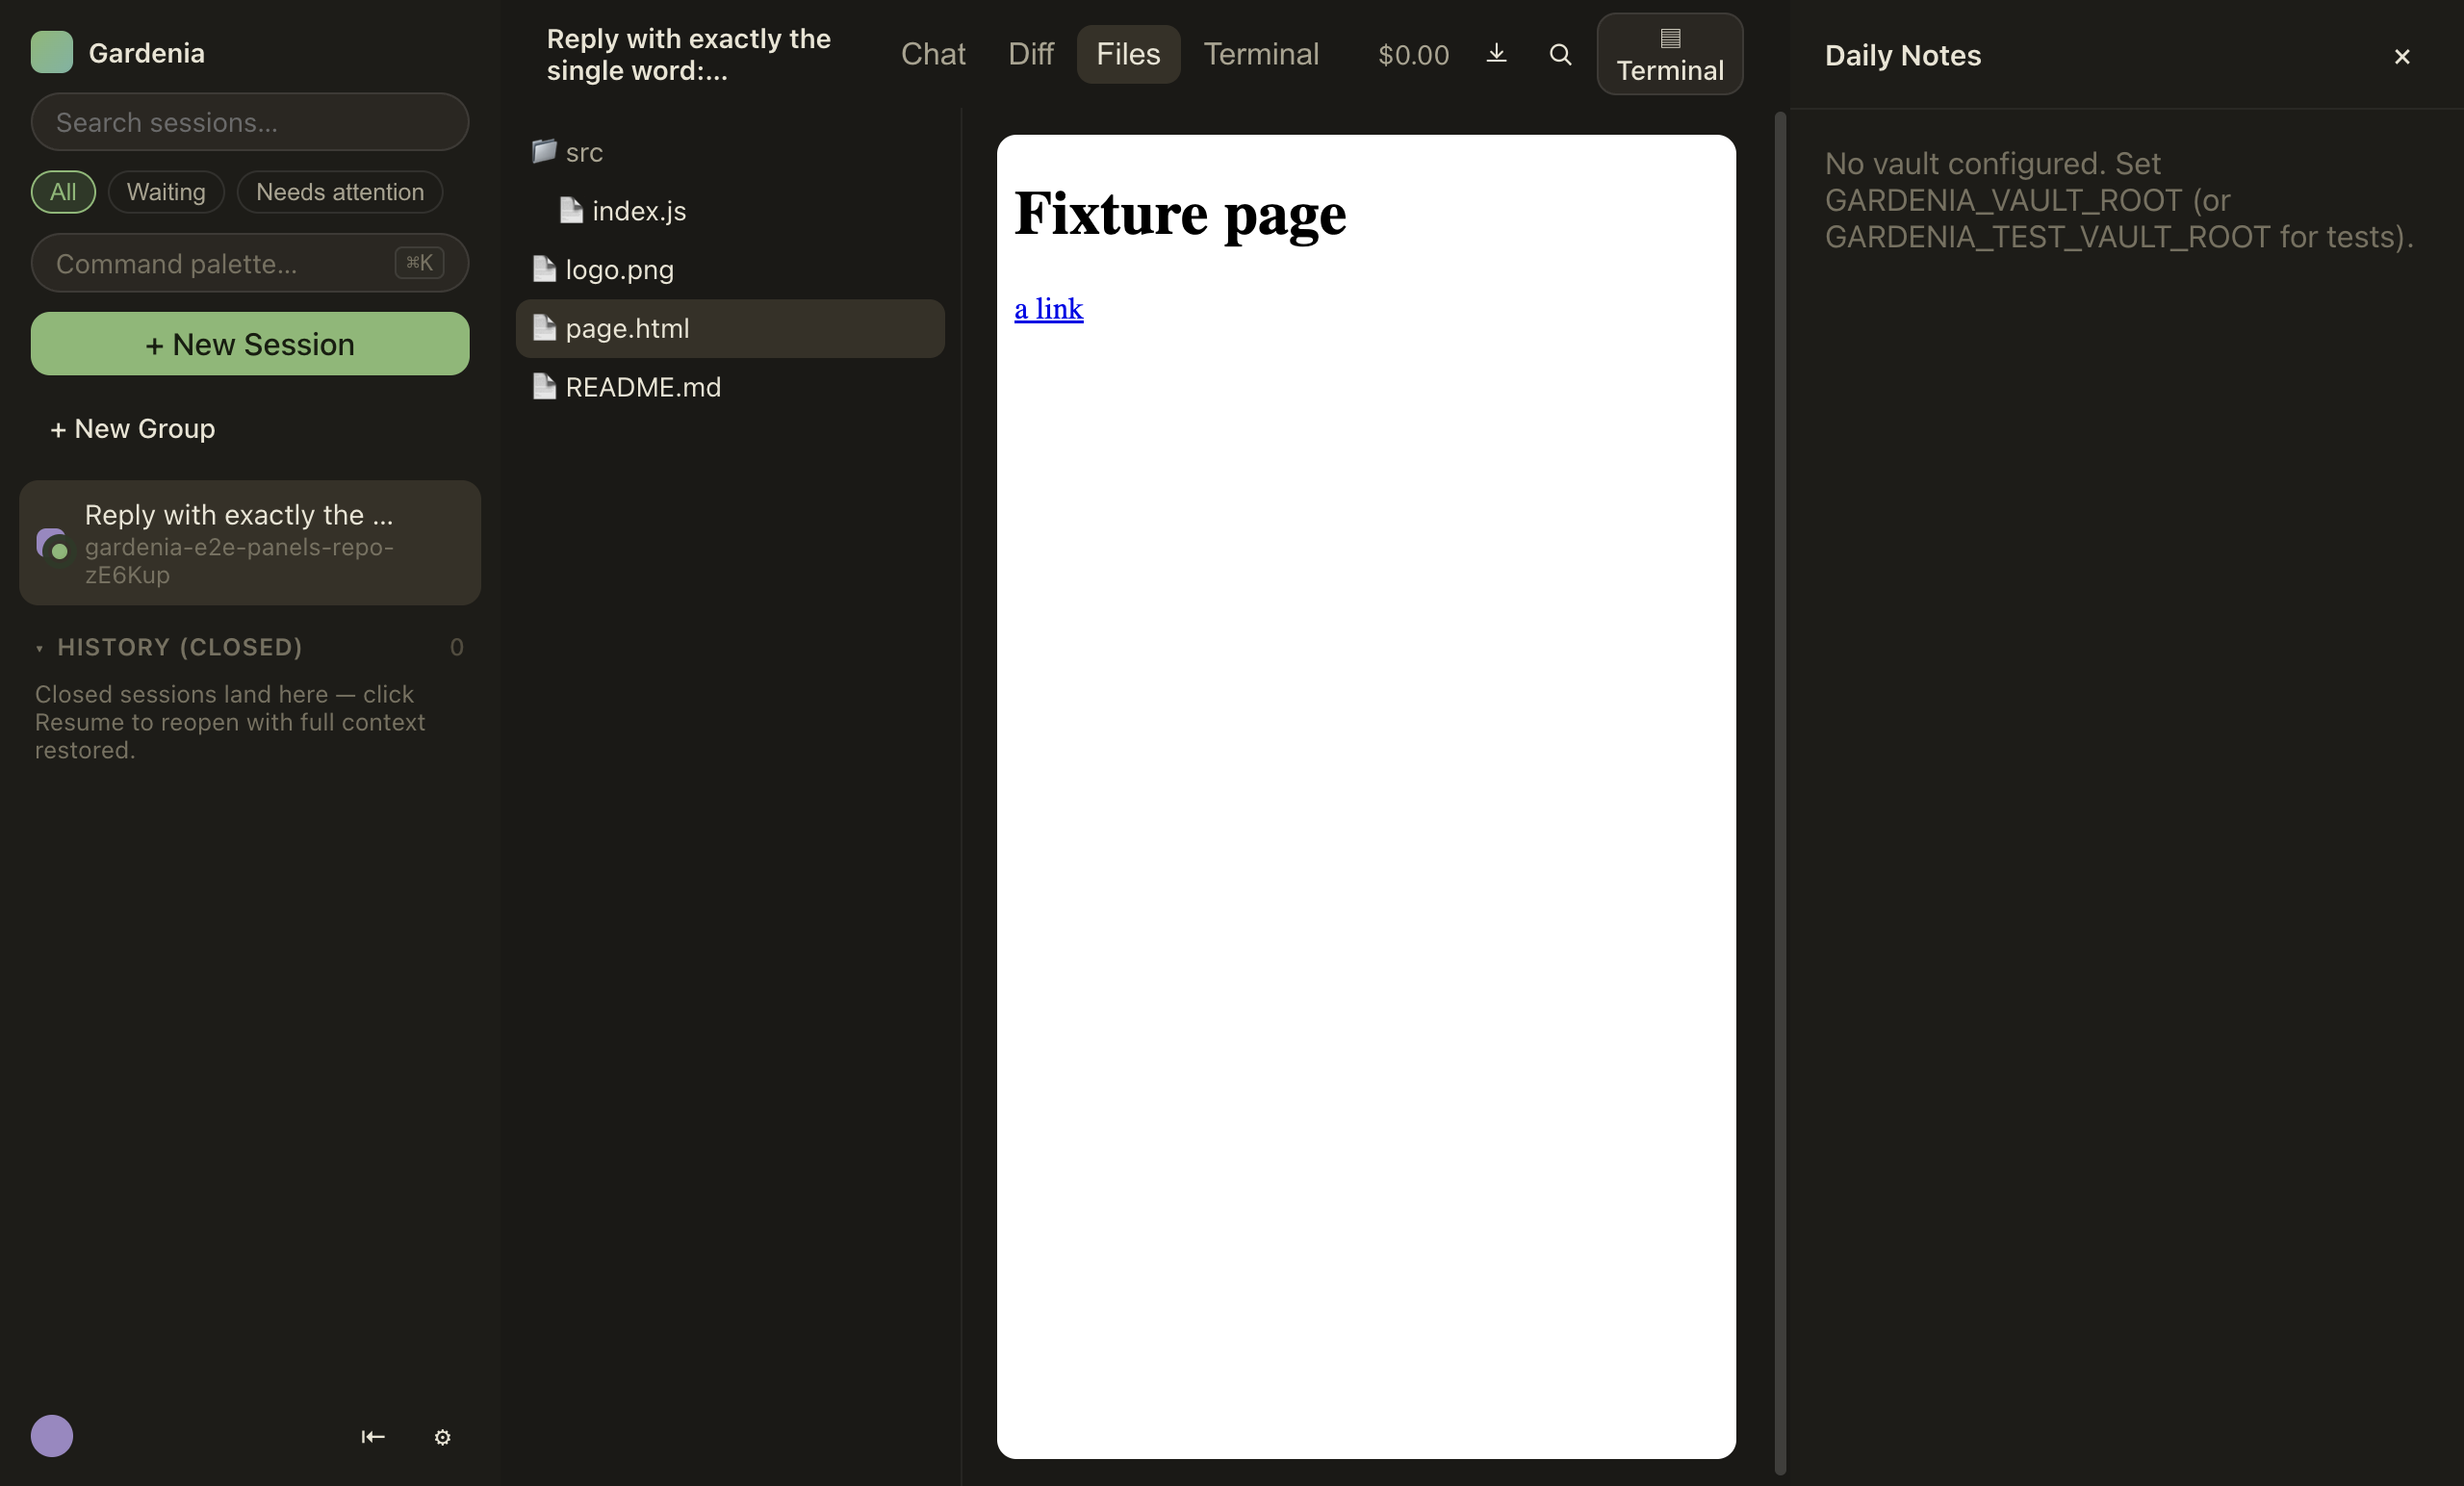 Gardenia
Search sessions...
All
Waiting
Needs attention
Command palette...
⌘K
+ New Session
+ New Group
Reply with exactly the ...
gardenia-e2e-panels-repo-
zE6Kup
HISTORY (CLOSED)
0
Closed sessions land here — click
Resume to reopen with full context
restored.
Reply with exactly the
single word:...
Chat
Diff
Files
Terminal
$0.00
Terminal
src
index.js
logo.png
page.html
README.md
Fixture page
a link
Daily Notes
×
No vault configured. Set
GARDENIA_VAULT_ROOT (or
GARDENIA_TEST_VAULT_ROOT for tests).